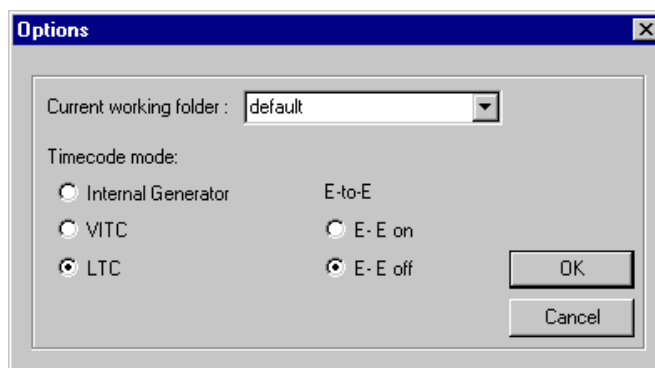 Options
Current working folder : default
Timecode mode:
Internal Generator E-to-E
VITC E- E on
LTC E- E off
OK
Cancel